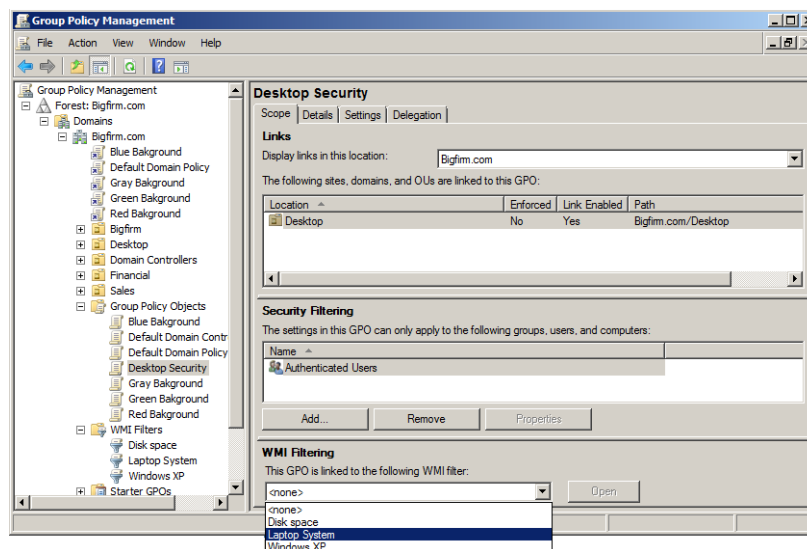 Group Policy Management
File Action View Window Help
Group Policy Management
Forest: Bigfirm.com
Domains
Bigfirm.com
Blue Bakground
Default Domain Policy
Gray Bakground
Green Bakground
Red Bakground
Bigfirm
Desktop
Domain Controllers
Financial
Sales
Group Policy Objects
Blue Bakground
Default Domain Contr
Default Domain Policy
Desktop Security
Gray Bakground
Green Bakground
Red Bakground
WMI Filters
Disk space
Laptop System
Windows XP
Starter GPOs
Desktop Security
Scope Details Settings Delegation
Links
Display links in this location: Bigfirm.com
The following sites, domains, and OUs are linked to this GPO:
Location Enforced Link Enabled Path
Desktop No Yes Bigfirm.com/Desktop
Security Filtering
The settings in this GPO can only apply to the following groups, users, and computers:
Name
Authenticated Users
Add... Remove Properties
WMI Filtering
This GPO is linked to the following WMI filter:
<none> Open
<none>
Disk space
Laptop System
Windows XP